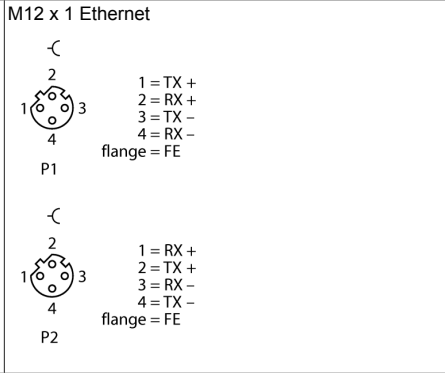 M12 x 1 Ethernet
2
1
3
4
P1
1 = TX +
2 = RX +
3 = TX –
4 = RX –
flange = FE
2
1
3
4
P2
1 = RX +
2 = TX +
3 = RX –
4 = TX –
flange = FE